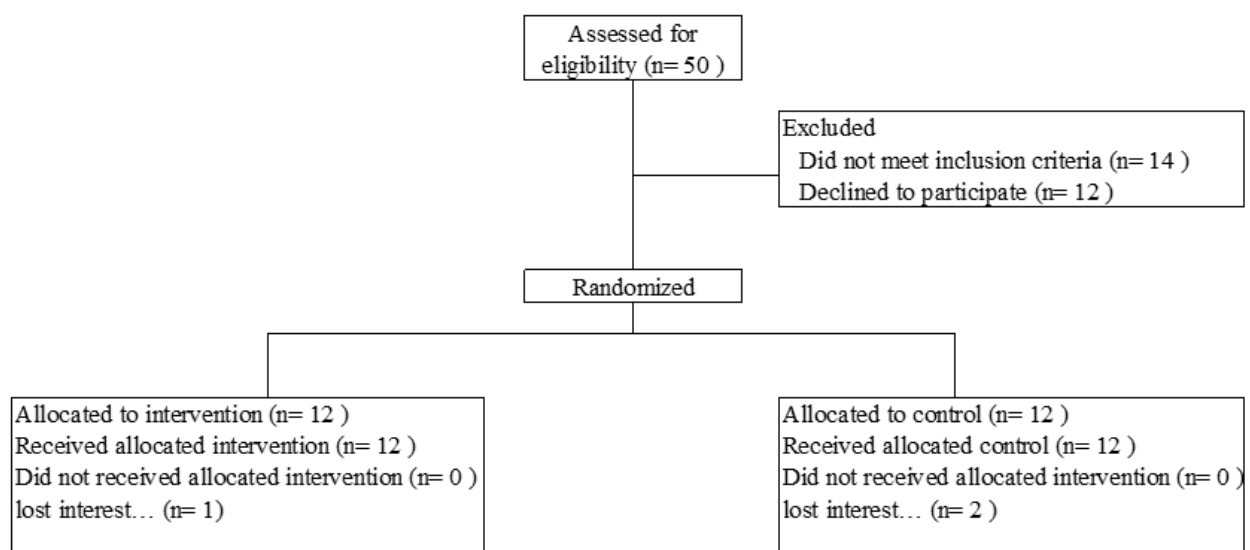 Assessed for
eligibility (n= 50 )
Excluded
Did not meet inclusion criteria (n= 14 )
Declined to participate (n= 12 )
Randomized
Allocated to intervention (n= 12 )
Received allocated intervention (n= 12 )
Did not received allocated intervention (n= 0 )
lost interest… (n= 1)
Allocated to control (n= 12 )
Received allocated control (n= 12 )
Did not received allocated intervention (n= 0 )
lost interest… (n= 2 )